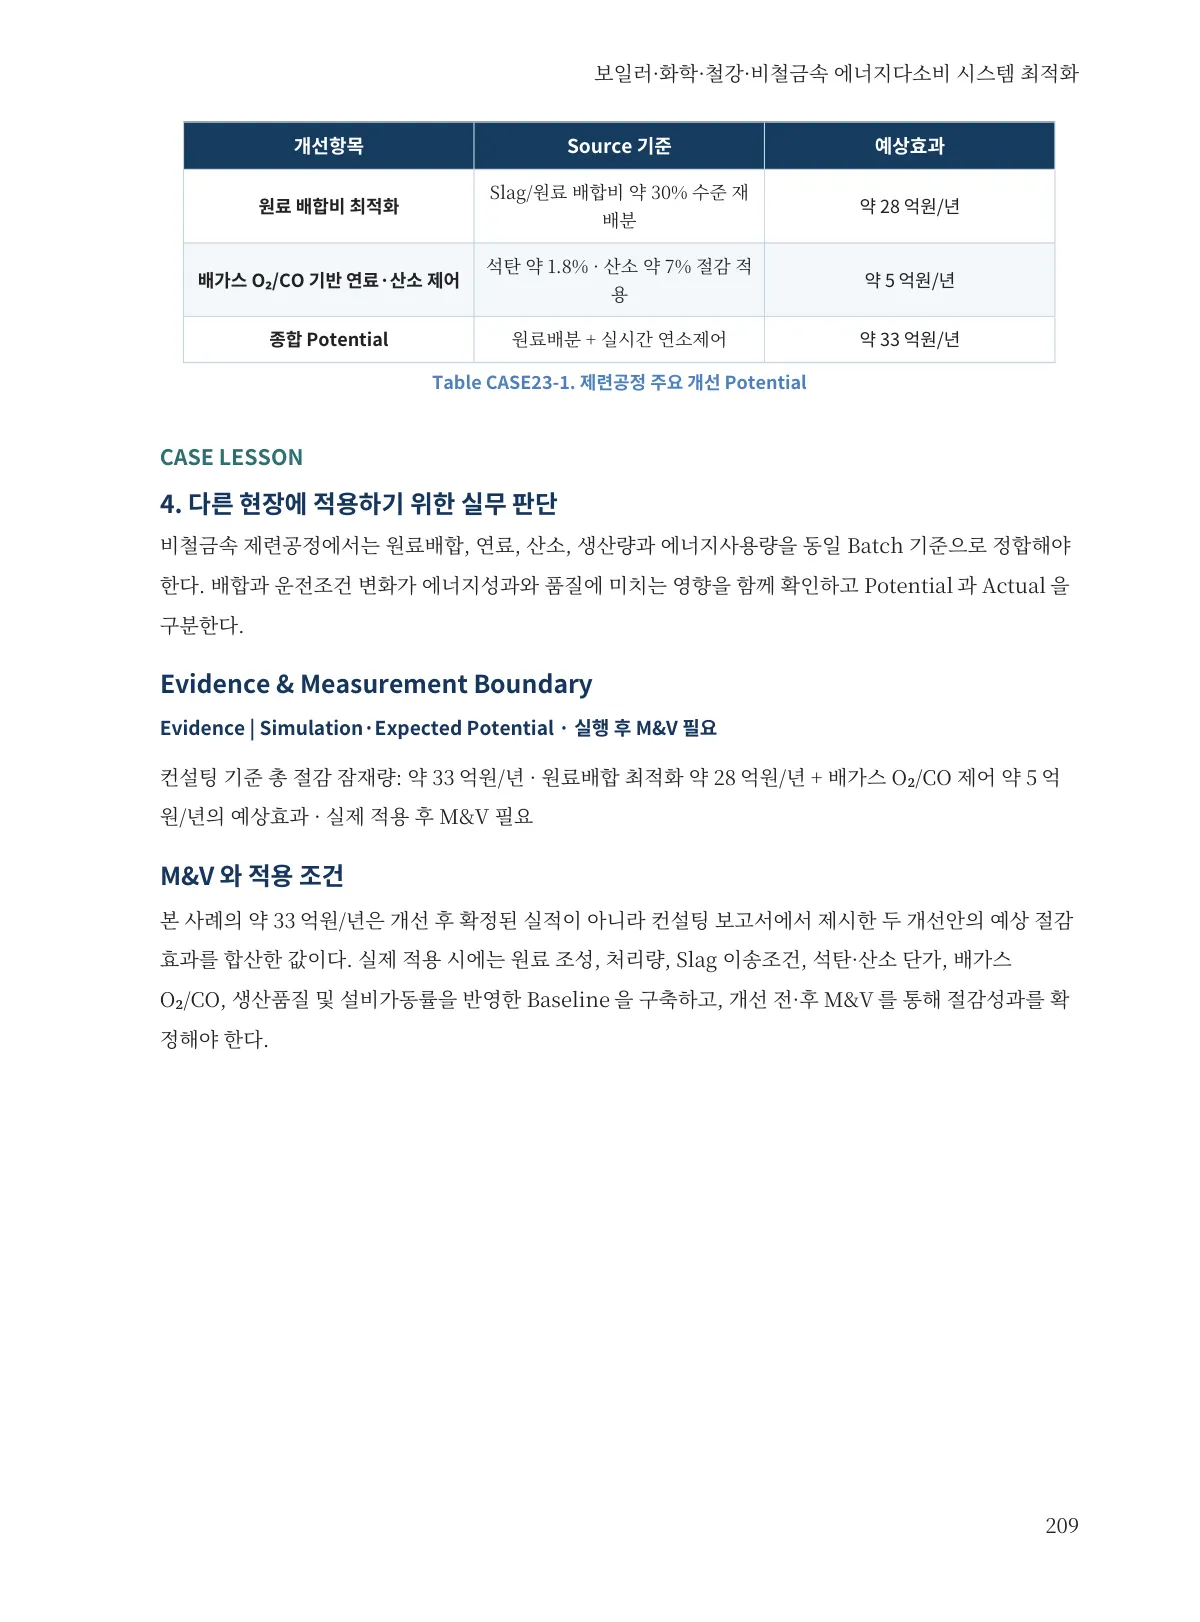 보일러·화학·철강·비철금속 에너지다소비 시스템 최적화
개선항목 Source 기준 예상효과
원료 배합비 최적화 Slag/원료 배합비 약 30% 수준 재 약 28 억원/년
배분
배가스 O₂/CO 기반 연료·산소 제어 석탄 약 1.8% · 산소 약 7% 절감 적 약 5 억원/년
용
종합 Potential 원료배분 + 실시간 연소제어 약 33 억원/년
Table CASE23-1. 제련공정 주요 개선 Potential
CASE LESSON
4. 다른 현장에 적용하기 위한 실무 판단
비철금속 제련공정에서는 원료배합, 연료, 산소, 생산량과 에너지사용량을 동일 Batch 기준으로 정합해야
한다. 배합과 운전조건 변화가 에너지성과와 품질에 미치는 영향을 함께 확인하고 Potential 과 Actual 을
구분한다.
Evidence & Measurement Boundary
Evidence | Simulation·Expected Potential · 실행 후 M&V 필요
컨설팅 기준 총 절감 잠재량: 약 33 억원/년 · 원료배합 최적화 약 28 억원/년 + 배가스 O₂/CO 제어 약 5 억
원/년의 예상효과 · 실제 적용 후 M&V 필요
M&V 와 적용 조건
본 사례의 약 33 억원/년은 개선 후 확정된 실적이 아니라 컨설팅 보고서에서 제시한 두 개선안의 예상 절감
효과를 합산한 값이다. 실제 적용 시에는 원료 조성, 처리량, Slag 이송조건, 석탄·산소 단가, 배가스
O₂/CO, 생산품질 및 설비가동률을 반영한 Baseline 을 구축하고, 개선 전·후 M&V 를 통해 절감성과를 확
정해야 한다.
209